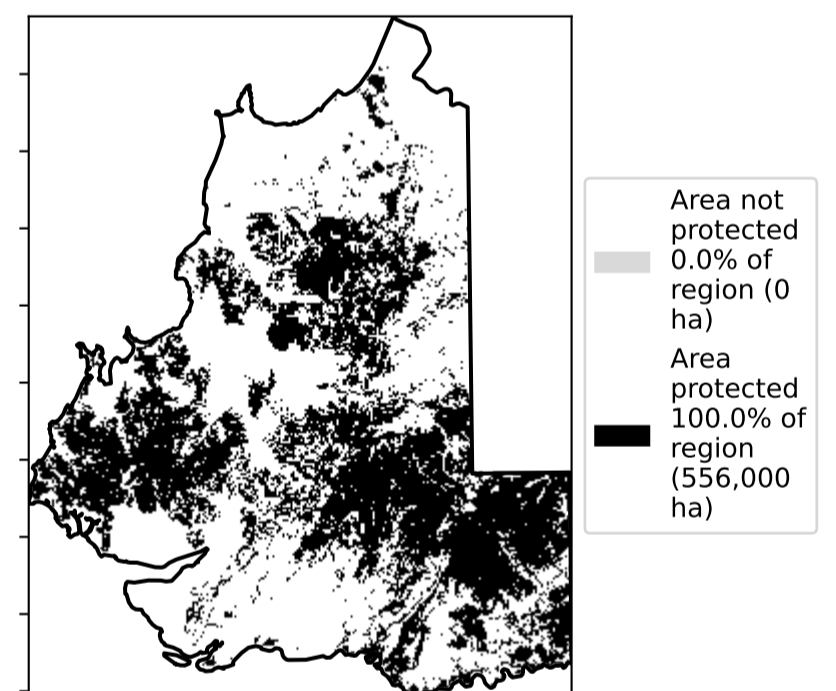 Area not
protected
0.0% of
region (0
ha)
Area
protected
100.0% of
region
(556,000
ha)